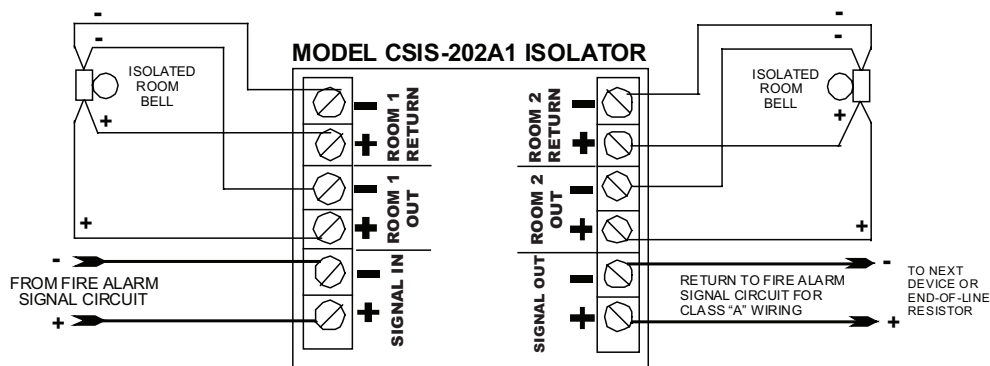 MODEL CSIS-202A1 ISOLATOR
-
-
ISOLATED
ROOM
BELL
+
+
-
FROM FIRE ALARM
SIGNAL CIRCUIT
+
-
+
ROOM 1
RETURN
-
+
ROOM 1
OUT
-
+
SIGNAL IN
ROOM 2
RETURN
-
+
ROOM 2
OUT
-
+
SIGNAL OUT
-
+
-
-
ISOLATED
ROOM
BELL
+
+
RETURN TO FIRE ALARM
SIGNAL CIRCUIT FOR
CLASS “A” WIRING
-
+
TO NEXT
DEVICE OR
END-OF-LINE
RESISTOR